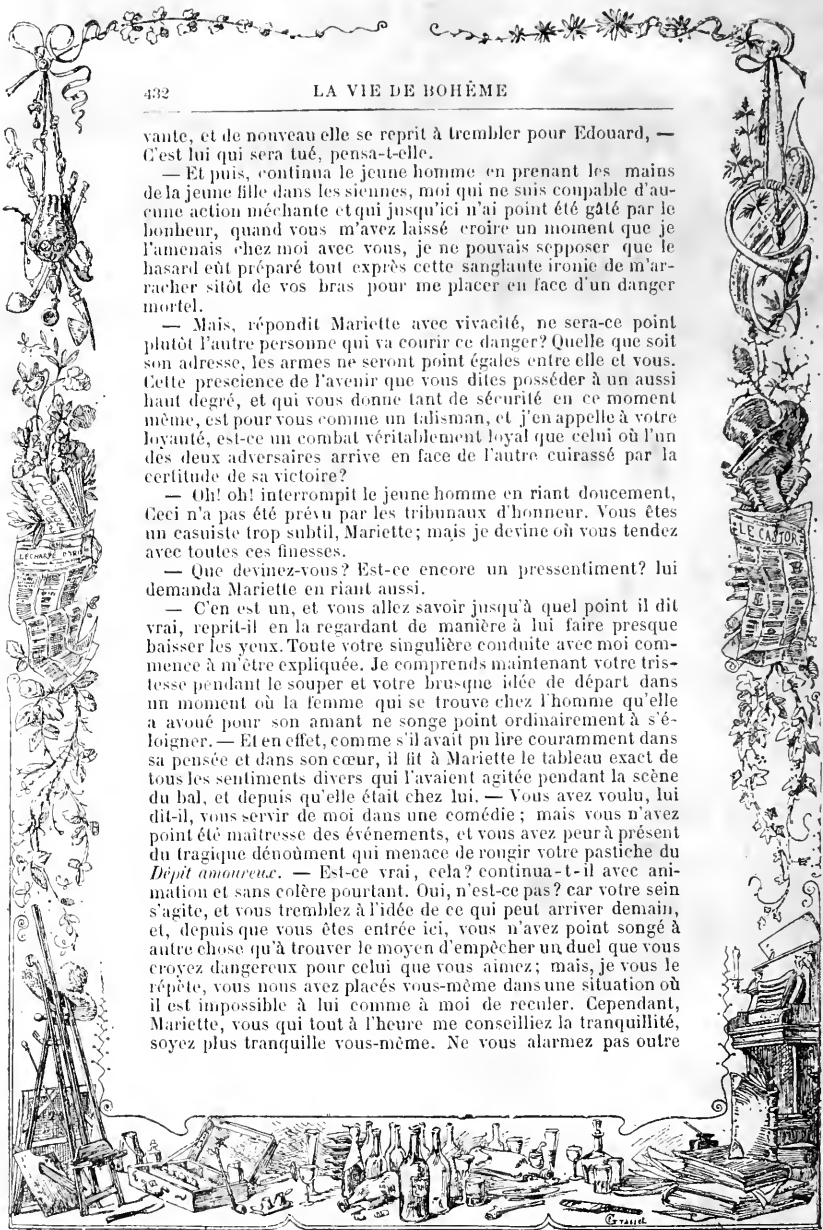 432 LA VIE DE BOHÈME
vante, et de nouveau elle se reprit à trembler pour Edouard, —
C'est lui qui sera tué, pensa-t-elle.
— Et puis, continua le jeune homme en prenant les mains
de la jeune fille dans les siennes, moi qui ne suis coupable d'au-
cune action méchante et qui jusqu'ici n'ai point été gâté par le
bonheur, quand vous m'avez laissé croire un moment que je
l'amenais chez moi avec vous, je ne pouvais sepposer que le
hasard eût préparé tout exprès cette sanglante ironie de m'ar-
racher sitôt de vos bras pour me placer en face d'un danger
mortel.
— Mais, répondit Mariette avec vivacité, ne sera-ce point
plutôt l'autre personne qui va courir ce danger? Quelle que soit
son adresse, les armes ne seront point égales entre elle et vous.
Cette prescience de l'avenir que vous dites posséder à un aussi
haut degré, et qui vous donne tant de sécurité en ce moment
même, est pour vous comme un talisman, et j'en appelle à votre
loyauté, est-ce un combat véritablement loyal que celui où l'un
des deux adversaires arrive en face de l'autre cuirassé par la
certitude de sa victoire?
— Oh! oh! interrompit le jeune homme en riant doucement,
Ceci n'a pas été prévu par les tribunaux d'honneur. Vous êtes
un casuiste trop subtil, Mariette; mais je devine où vous tendez
avec toutes ces finesses.
— Que devinez-vous? Est-ce encore un pressentiment? lui
demanda Mariette en riant aussi.
— C'en est un, et vous allez savoir jusqu'à quel point il dit
vrai, reprit-il en la regardant de manière à lui faire presque
baisser les yeux. Toute votre singulière conduite avec moi com-
mence à m'être expliquée. Je comprends maintenant votre tris-
tesse pendant le souper et votre brusque idée de départ dans
un moment où la femme qui se trouve chez l'homme qu'elle
a avoué pour son amant ne songe point ordinairement à s'é-
loigner. — Et en effet, comme s'il avait pu lire couramment dans
sa pensée et dans son cœur, il fit à Mariette le tableau exact de
tous les sentiments divers qui l'avaient agitée pendant la scène
du bal, et depuis qu'elle était chez lui. — Vous avez voulu, lui
dit-il, vous servir de moi dans une comédie; mais vous n'avez
point été maîtresse des événements, et vous avez peur à présent
du tragique dénoûment qui menace de rougir votre pastiche du
Dépit amoureux. — Est-ce vrai, cela? continua-t-il avec ani-
mation et sans colère pourtant. Oui, n'est-ce pas? car votre sein
s'agite, et vous tremblez à l'idée de ce qui peut arriver demain,
et, depuis que vous êtes entrée ici, vous n'avez point songé à
autre chose qu'à trouver le moyen d'empêcher un duel que vous
croyez dangereux pour celui que vous aimez; mais, je vous le
répète, vous nous avez placés vous-même dans une situation où
il est impossible à lui comme à moi de reculer. Cependant,
Mariette, vous qui tout à l'heure me conseilliez la tranquillité,
soyez plus tranquille vous-même. Ne vous alarmez pas outre
LE CASTOR